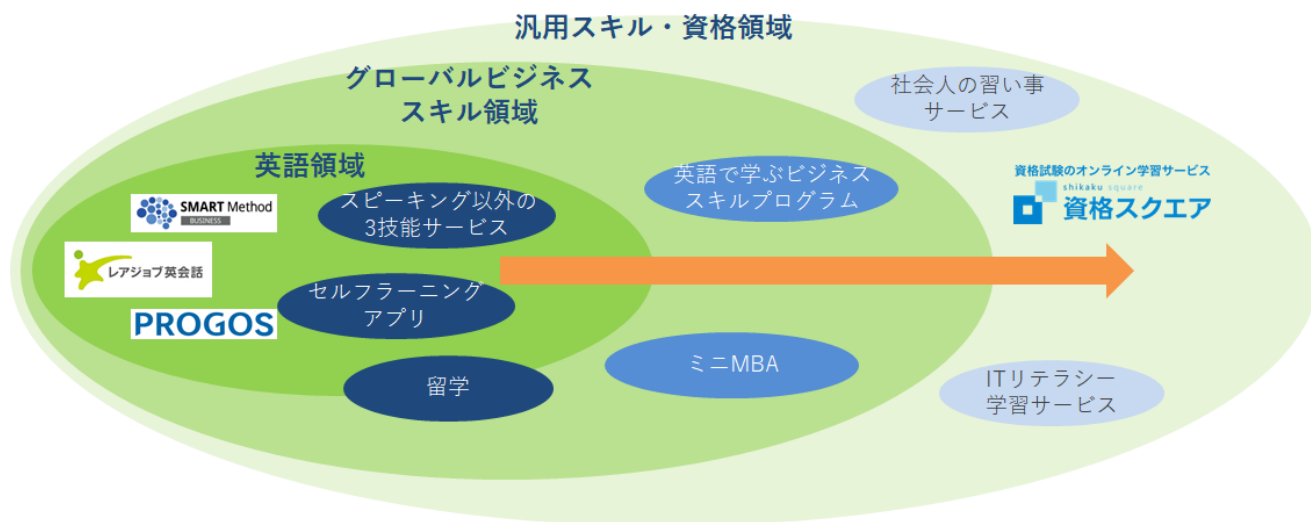 汎用スキル・資格領域
グローバルビジネス
スキル領域
社会人の習い事
サービス
英語領域
SMART Method
BUSINESS
スピーキング以外の
3技能サービス
英語で学ぶビジネス
スキルプログラム
資格試験のオンライン学習サービス
shikaku square
資格スクエア
レアジョブ英会話
セルフラーニング
アプリ
PROGOS
留学
ミニMBA
ITリテラシー
学習サービス